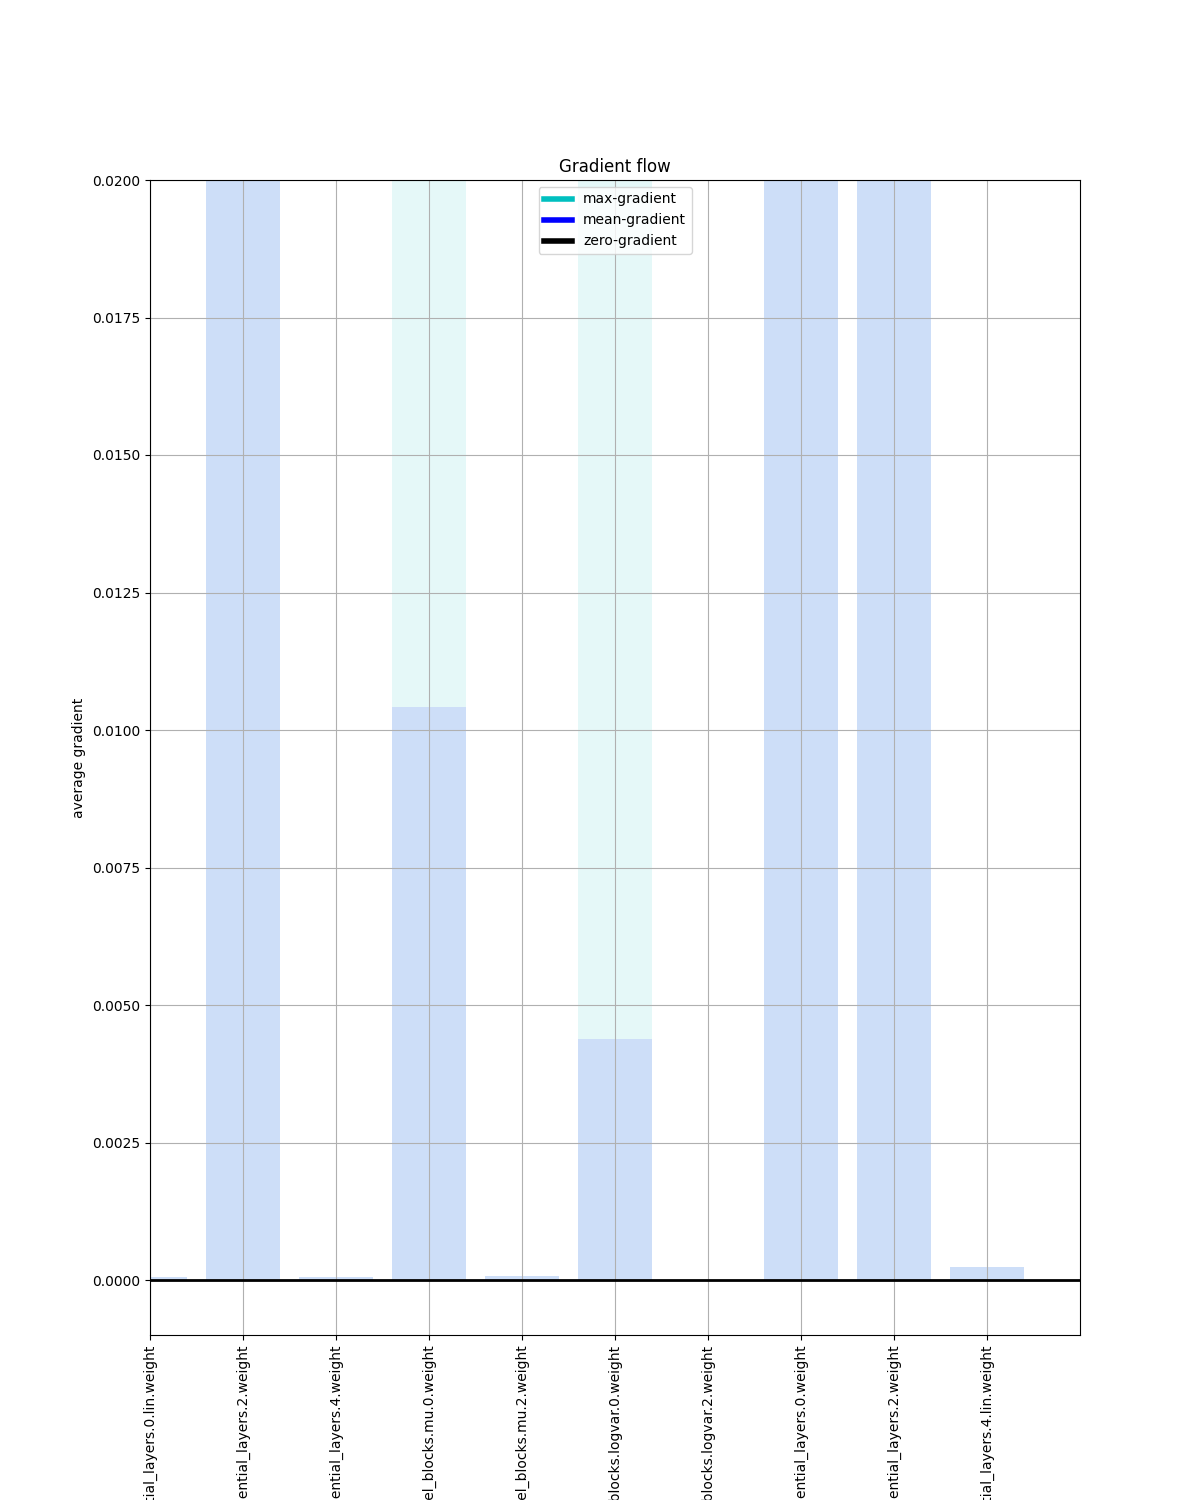 Gradient flow
max-gradient
mean-gradient
zero-gradient
0.0200
0.0175
0.0150
0.0125
0.0100
0.0075
0.0050
0.0025
0.0000
average gradient
tial_layers.0.lin.weight
ential_layers.2.weight
ential_layers.4.weight
el_blocks.mu.0.weight
el_blocks.mu.2.weight
blocks.logvar.0.weight
blocks.logvar.2.weight
ential_layers.0.weight
ential_layers.2.weight
tial_layers.4.lin.weight